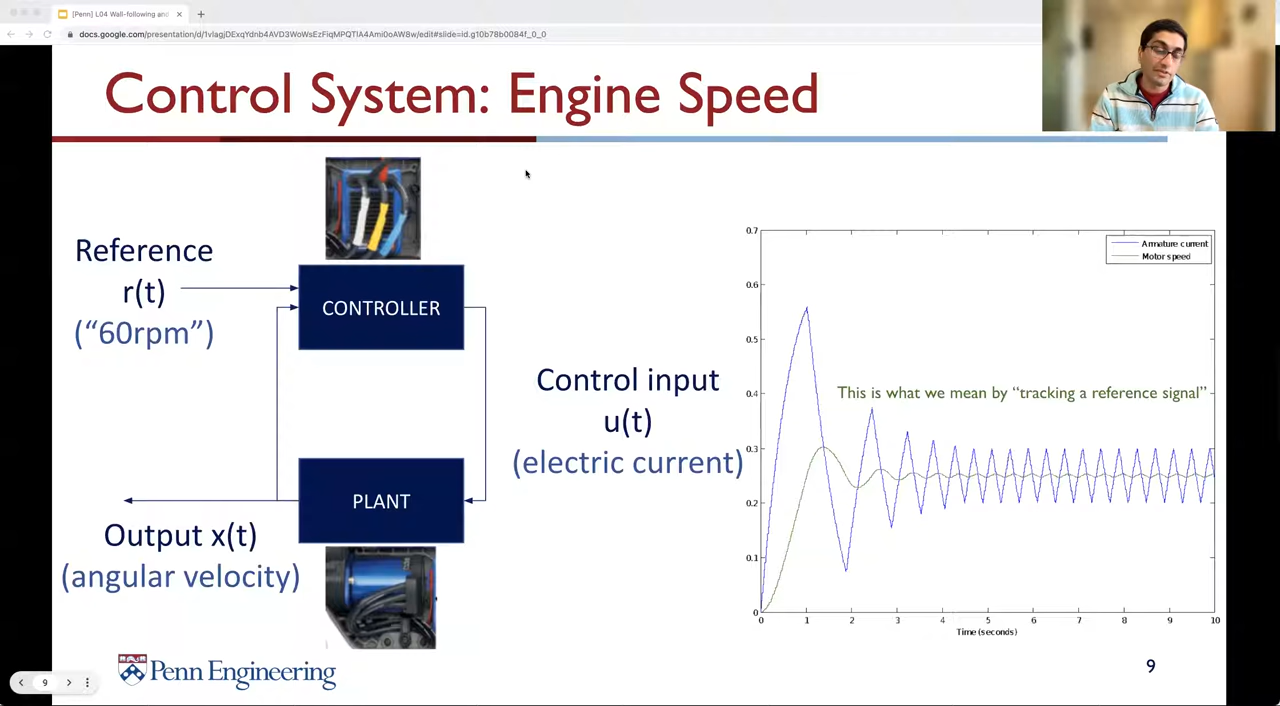 [Penn] L04 Wall-following and
docs.google.com/presentation/d/1vlagjDExqYdnb4AVD3WoWsEzFiqMPQTIA4Ami0oAW8w/edit#slide=id.g10b78b0084f_0_0
Control System: Engine Speed
Reference
r(t)
(“60rpm”)
CONTROLLER
Control input
u(t)
(electric current)
PLANT
Output x(t)
(angular velocity)
Armature current
Motor speed
This is what we mean by “tracking a reference signal”
0.7
0.6
0.5
0.4
0.3
0.2
0.1
0
0 1 2 3 4 5 6 7 8 9 10
Time (seconds)
Penn Engineering
9
9